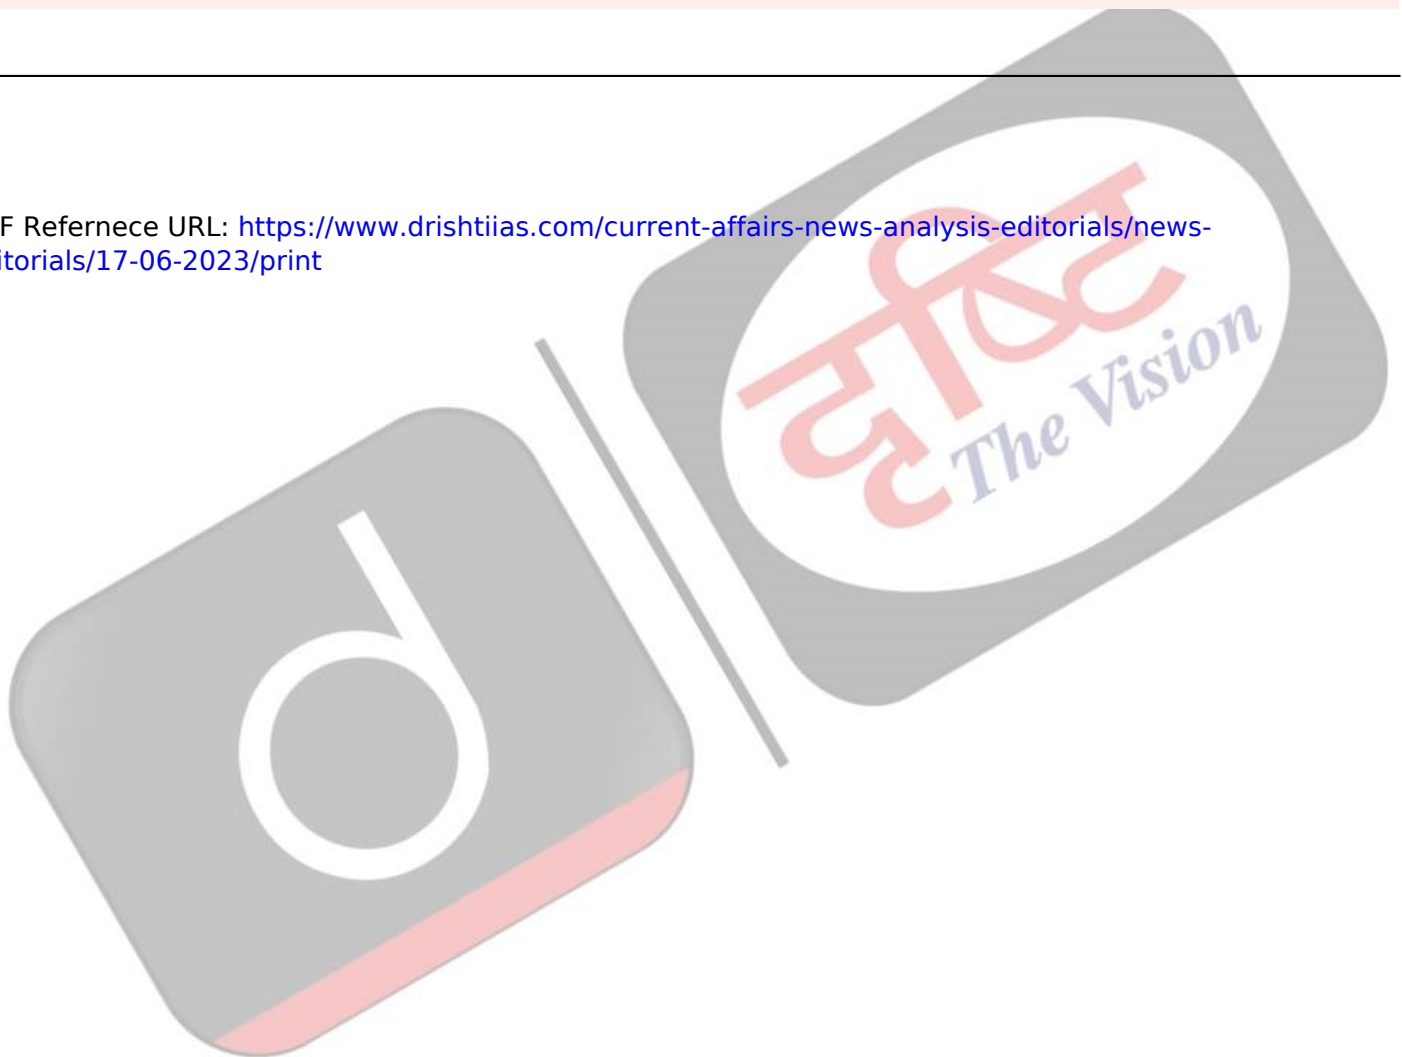 F Refernece URL: https://www.drishtiias.com/current-affairs-news-analysis-editorials/news-
itorials/17-06-2023/print
दृष्टि
The Vision
d